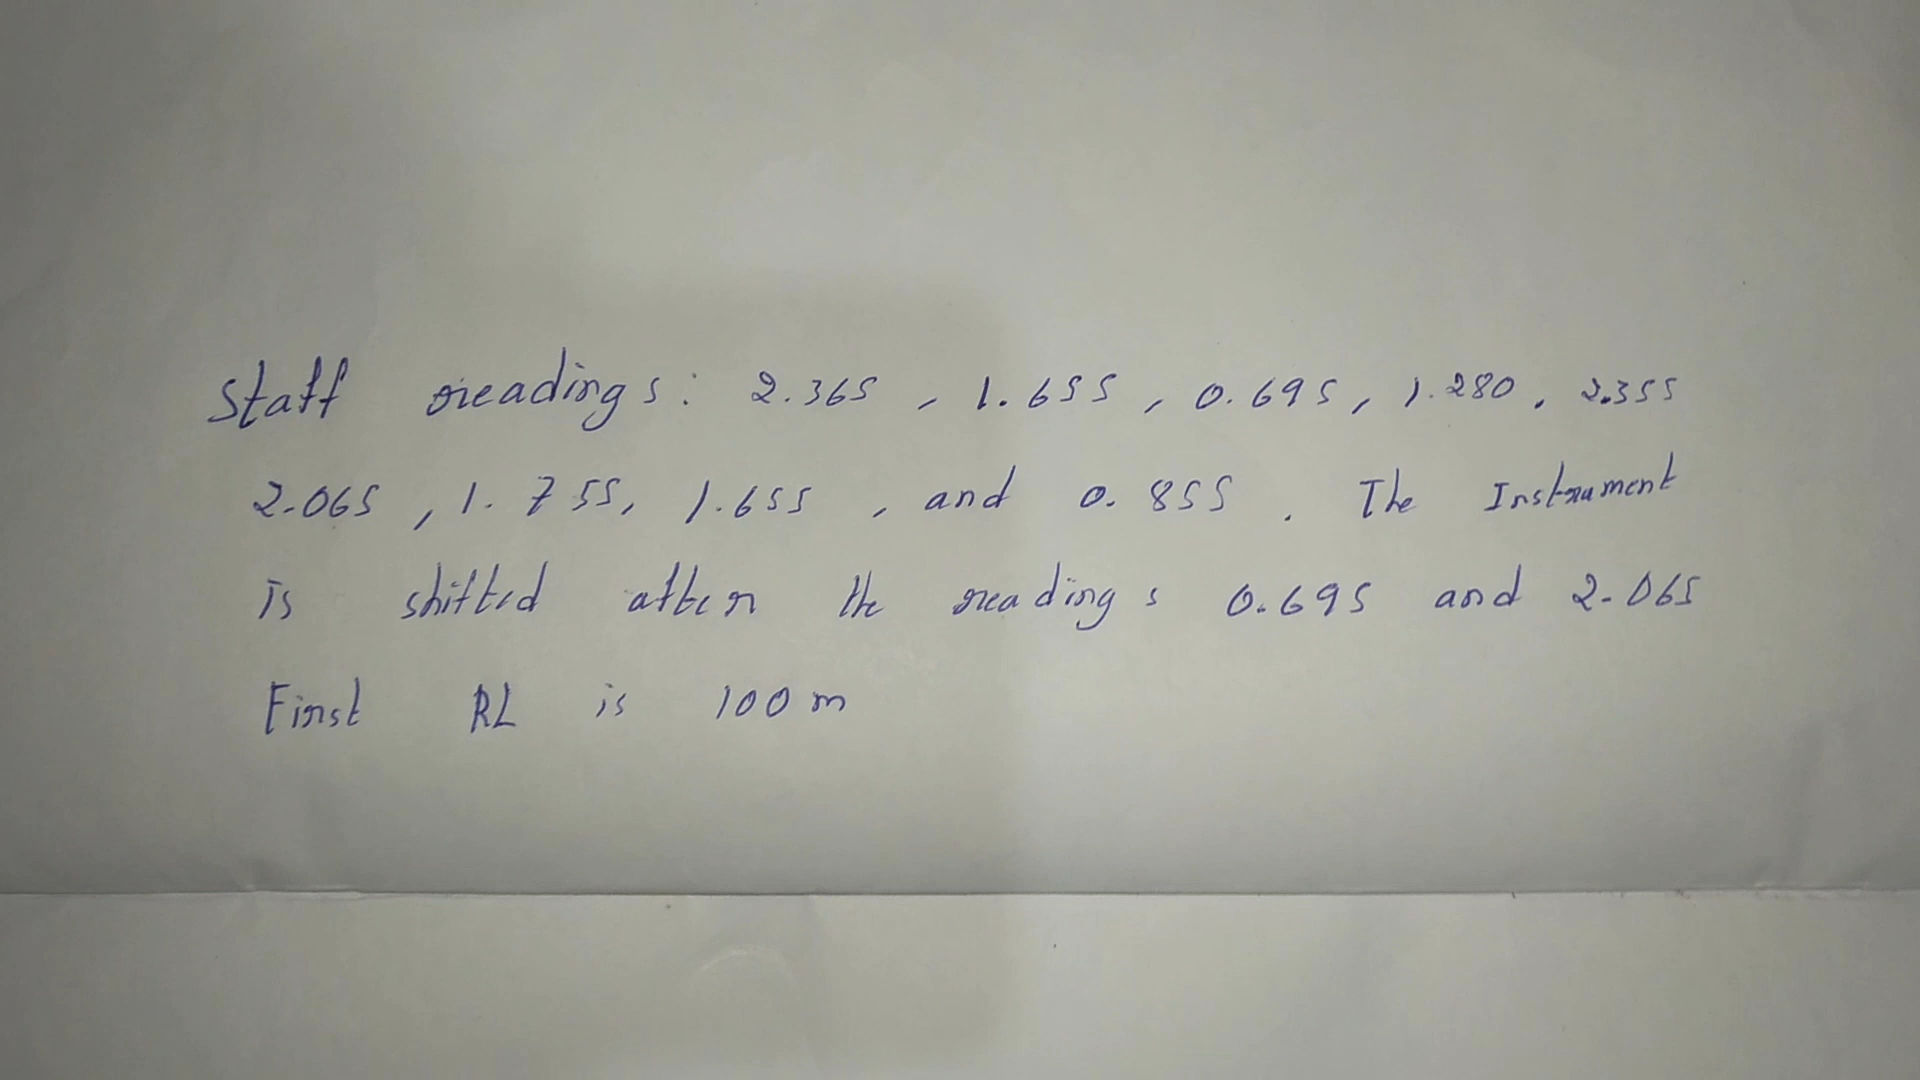 Staff readings: 2.365, 1.655, 0.695, 1.280, 2.355
2.065, 1.755, 1.655, and 0.855. The Instrument
is shifted after the readings 0.695 and 2.065
First RL is 100m